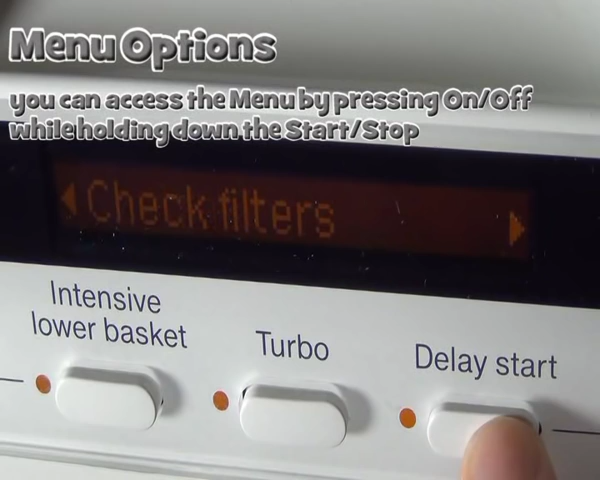 Menu Options
you can access the Menu by pressing On/Off
while holding down the Start/Stop
Check filters
Intensive
lower basket
Turbo
Delay start